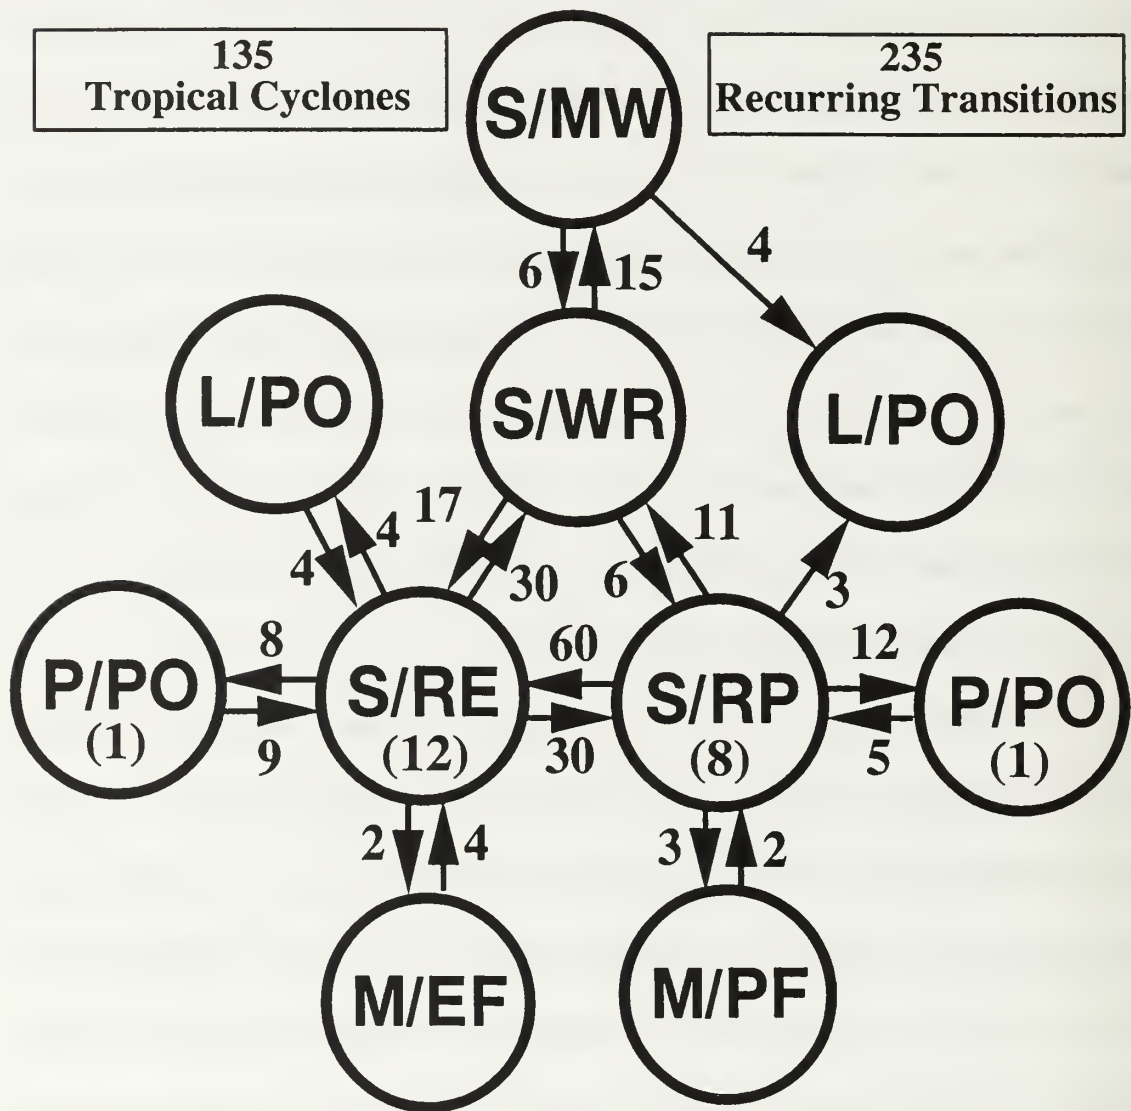 135
Tropical Cyclones
235
Recurring Transitions
S/MW
6
15
4
L/PO
S/WR
L/PO
17
30
11
6
4
4
3
8
60
12
P/PO
(1)
S/RE
(12)
S/RP
(8)
P/PO
(1)
9
30
5
2
4
3
2
M/EF
M/PF